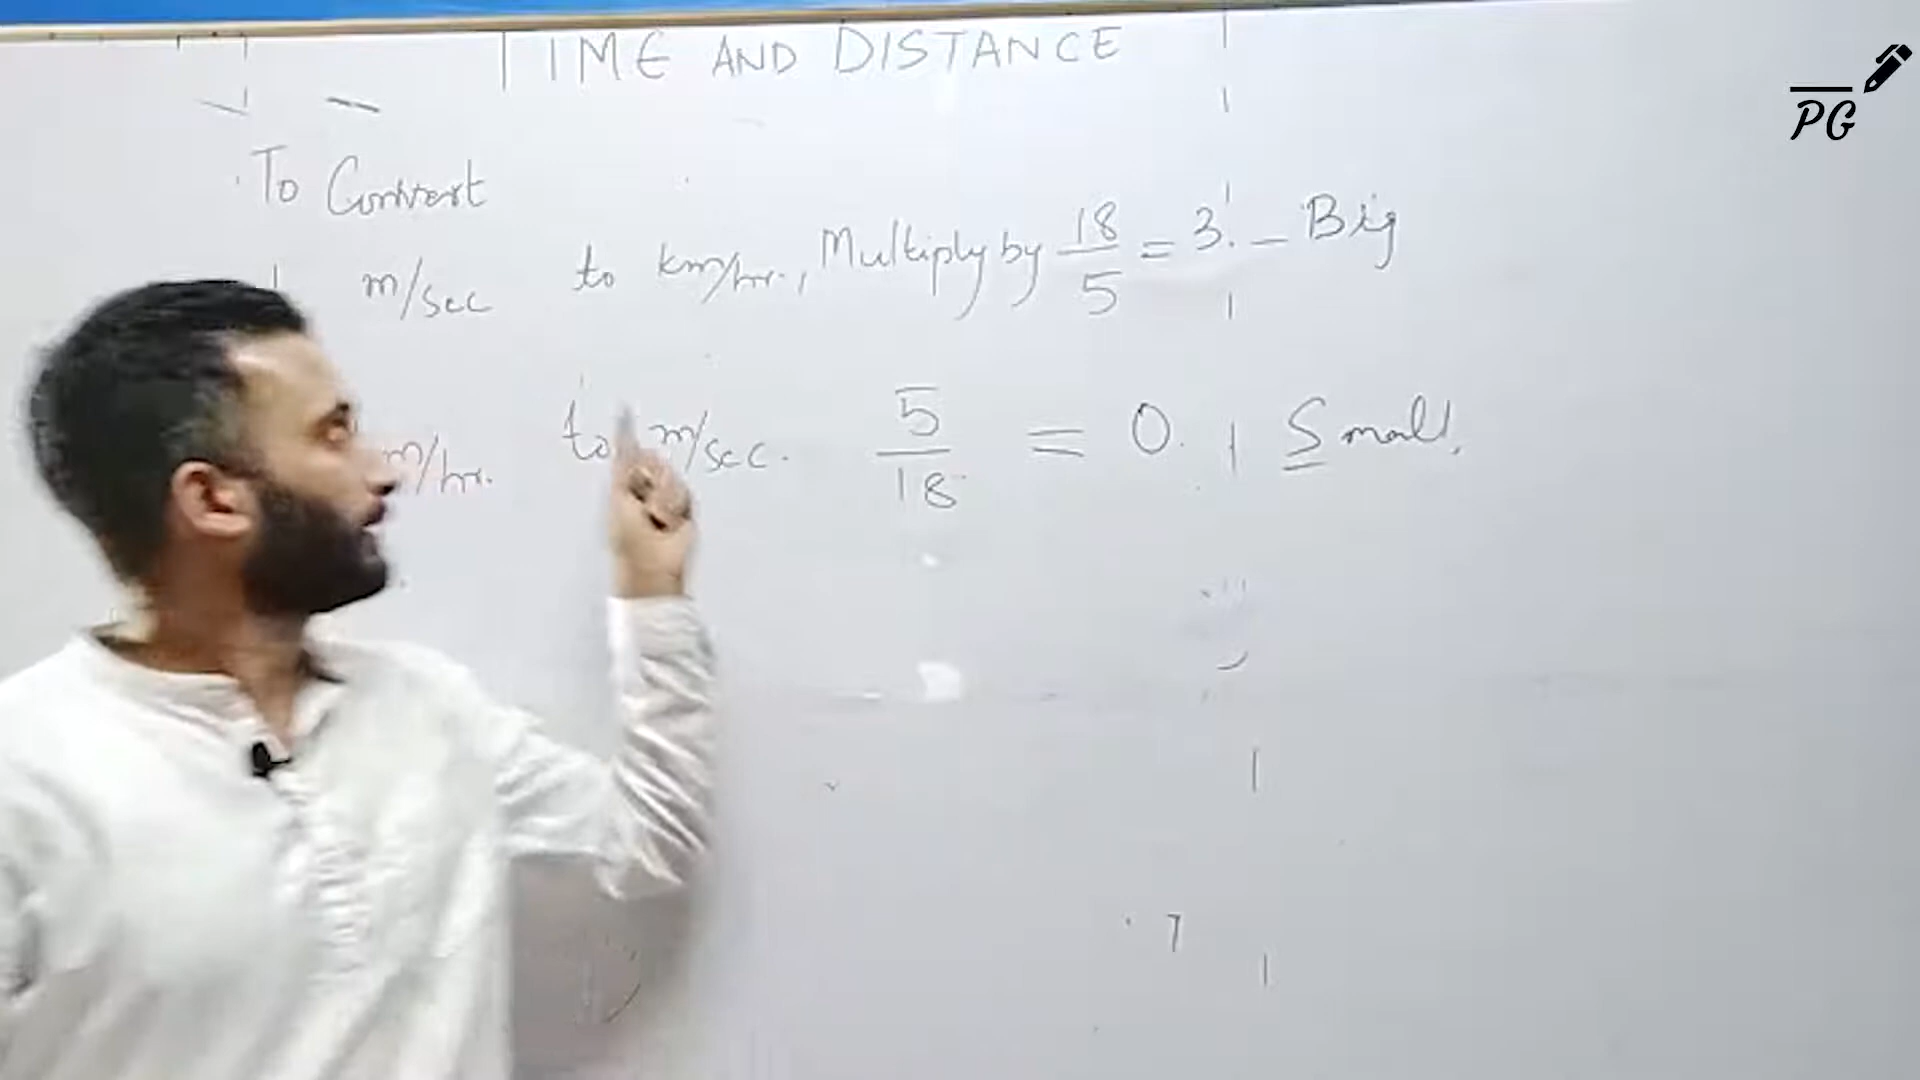 TIME AND DISTANCE
PG
To Convert
m/sec to km/hr., Multiply by 18/5 = 3. – Big
m/hr. to m/sec. 5/18 = 0. Small.